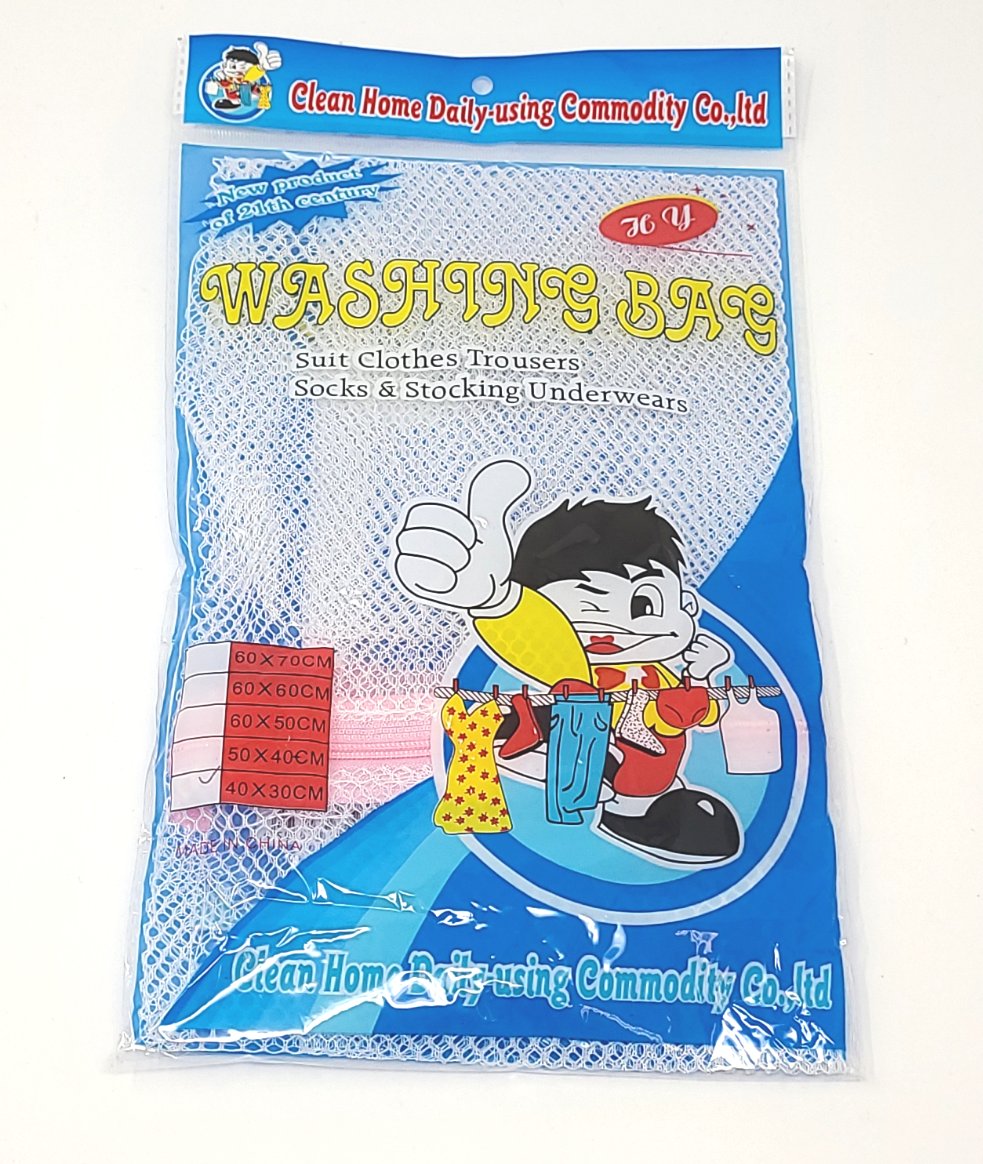 Clean Home Daily-using Commodity Co.,ltd
New product
of 21th century
H Y
WASHING BAG
Suit Clothes Trousers
Socks & Stocking Underwears
60X70CM
60X60CM
60X50CM
50X40CM
40X30CM
MADE IN CHINA
Clean Home Daily-using Commodity Co.,ltd